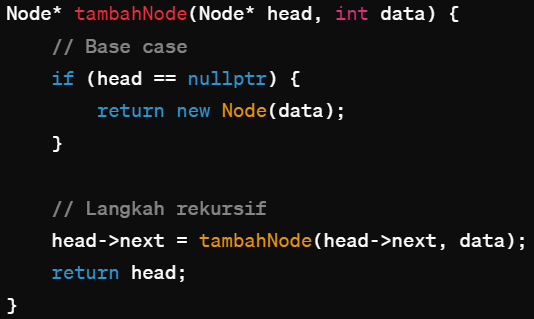 Node* tambahNode(Node* head, int data) {
    // Base case
    if (head == nullptr) {
        return new Node(data);
    }

    // Langkah rekursif
    head->next = tambahNode(head->next, data);
    return head;
}